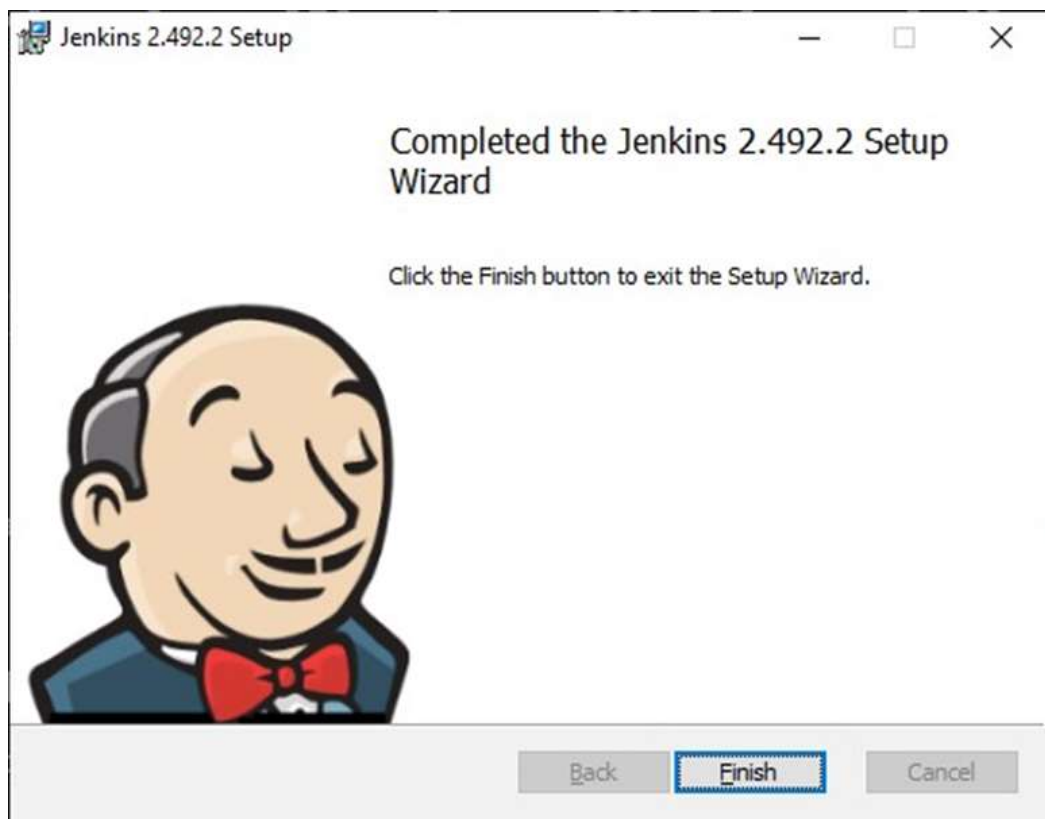 Jenkins 2.492.2 Setup
Completed the Jenkins 2.492.2 Setup
Wizard
Click the Finish button to exit the Setup Wizard.
Back Finish Cancel